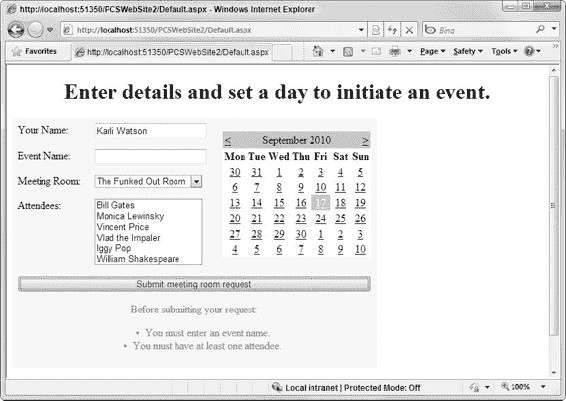 http://localhost:51350/PCSWebSite2/Default.aspx - Windows Internet Explorer
http://localhost:51350/PCSWebSite2/Default.aspx
Bing
Favorites
http://localhost:51350/PCSWebSite2/Default.aspx
Page Safety Tools
Enter details and set a day to initiate an event.
Your Name: Karli Watson
Event Name:
Meeting Room: The Funked Out Room
Attendees: Bill Gates
Monica Lewinsky
Vincent Price
Vlad the Impaler
Iggy Pop
William Shakespeare
< September 2010 >
Mon Tue Wed Thu Fri Sat Sun
30 31 1 2 3 4 5
6 7 8 9 10 11 12
13 14 15 16 17 18 19
20 21 22 23 24 25 26
27 28 29 30 1 2 3
4 5 6 7 8 9 10
Submit meeting room request
Before submitting your request:
• You must enter an event name.
• You must have at least one attendee.
Local intranet | Protected Mode: Off
100%